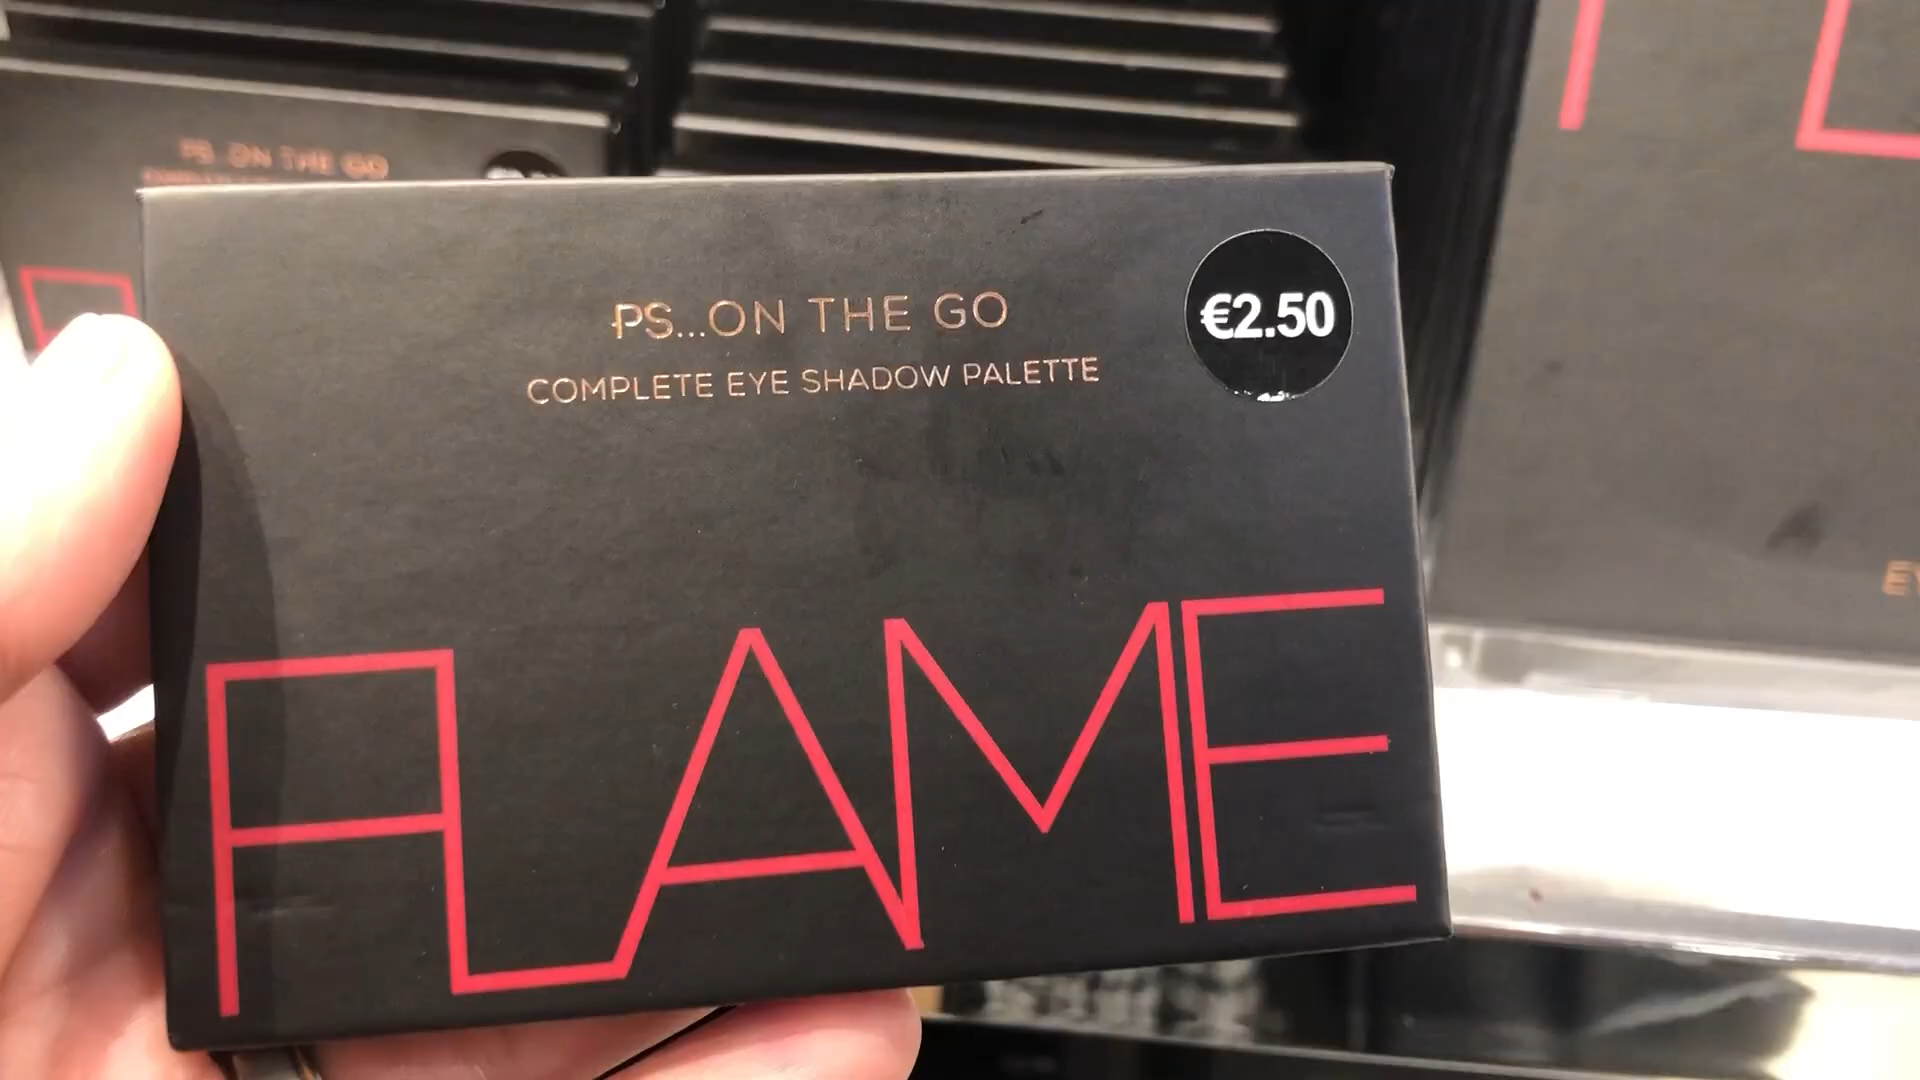 PS...ON THE GO
PS...ON THE GO
COMPLETE EYE SHADOW PALETTE
€2.50
FLAME